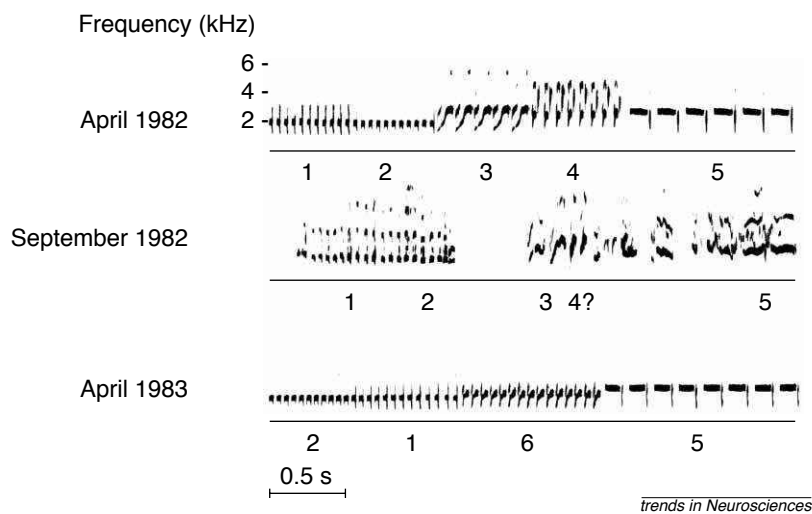 Frequency (kHz)
6 -
4 -
2 -
April 1982
1 2 3 4 5
September 1982
1 2 3 4? 5
April 1983
2 1 6 5
0.5 s
trends in Neurosciences